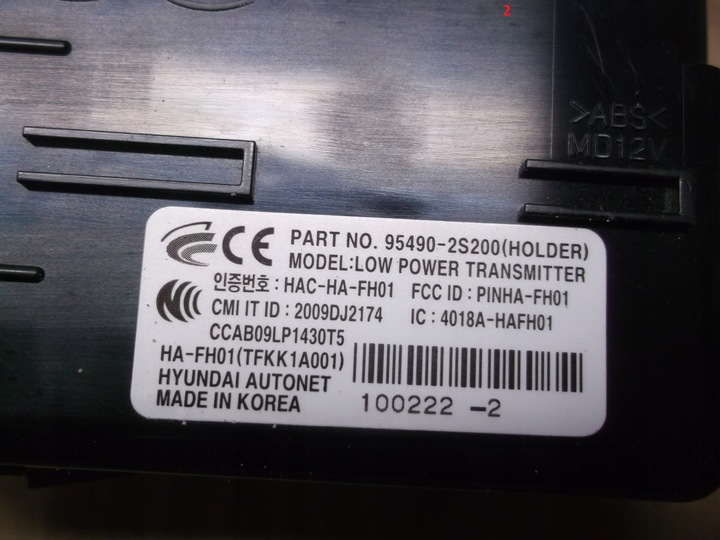 2
>ABS<
MD12V
CE PART NO. 95490-2S200(HOLDER)
MODEL:LOW POWER TRANSMITTER
인증번호 : HAC-HA-FH01 FCC ID : PINHA-FH01
CMI IT ID : 2009DJ2174 IC : 4018A-HAFH01
CCAB09LP1430T5
HA-FH01(TFKK1A001)
HYUNDAI AUTONET
MADE IN KOREA
100222 -2